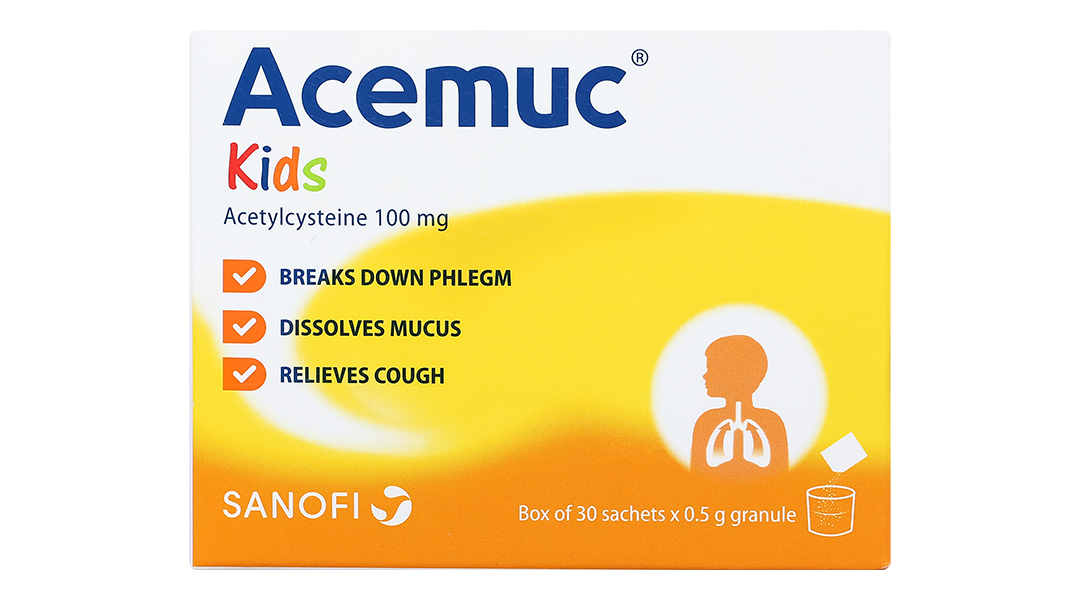 Acemuc®
Kids
Acetylcysteine 100 mg
BREAKS DOWN PHLEGM
DISSOLVES MUCUS
RELIEVES COUGH
SANOFI
Box of 30 sachets x 0.5 g granule